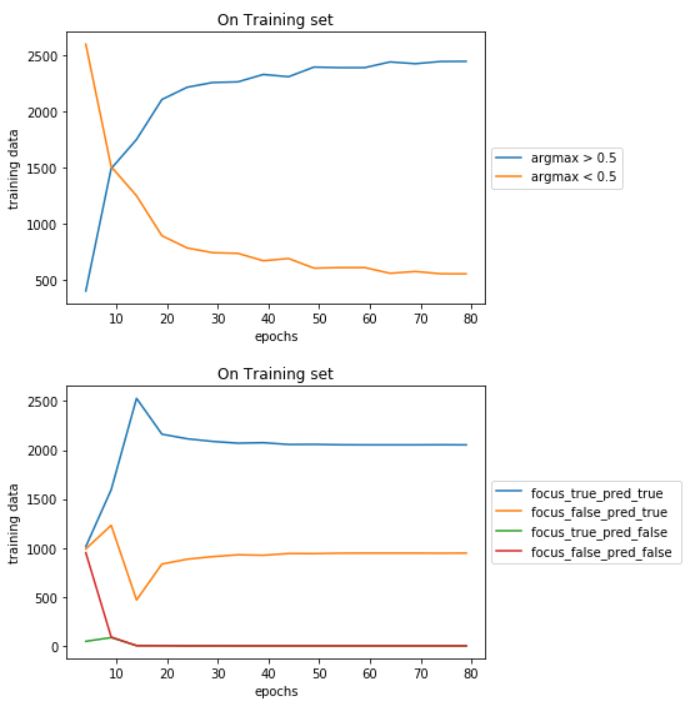 On Training set
2500
2000
1500
1000
500
training data
10 20 30 40 50 60 70 80
epochs
argmax > 0.5
argmax < 0.5
On Training set
2500
2000
1500
1000
500
0
training data
10 20 30 40 50 60 70 80
epochs
focus_true_pred_true
focus_false_pred_true
focus_true_pred_false
focus_false_pred_false